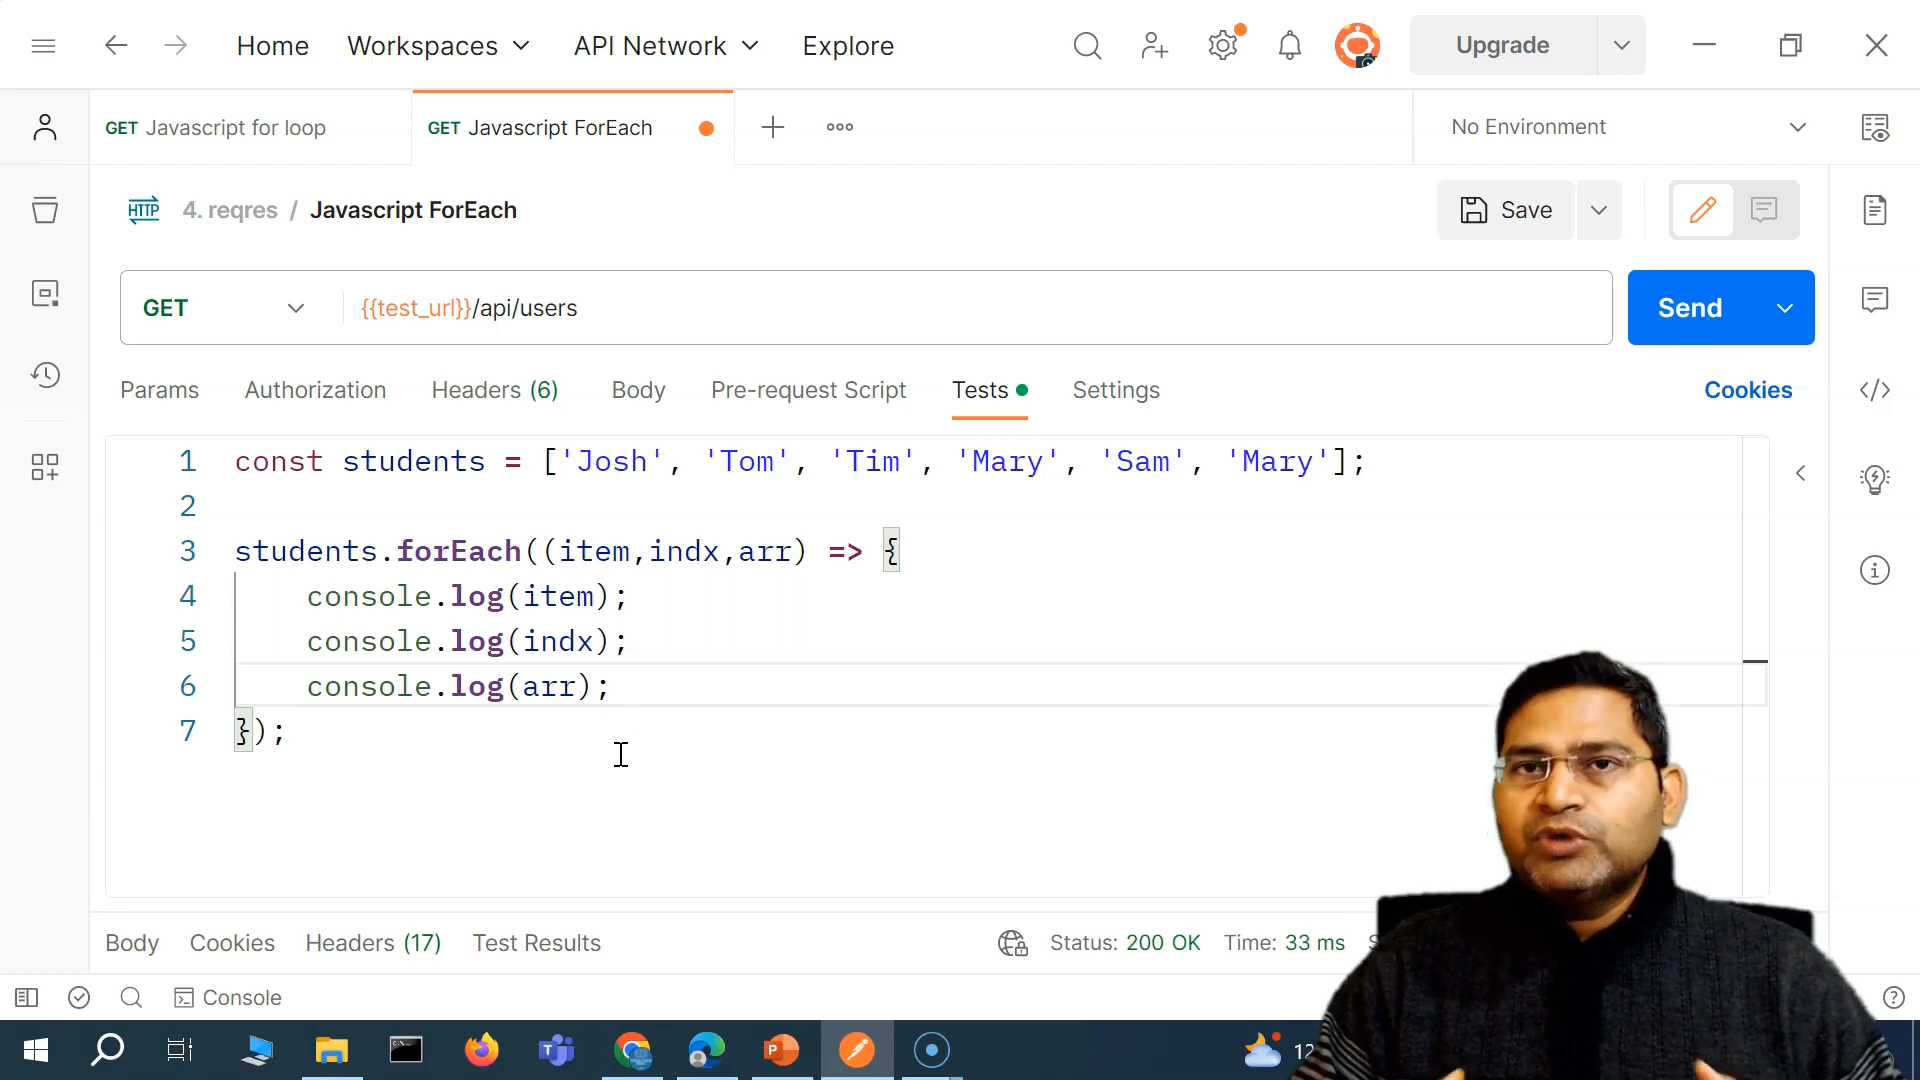 Home Workspaces API Network Explore Upgrade
GET Javascript for loop GET Javascript ForEach No Environment
HTTP 4. reqres / Javascript ForEach Save
GET {{test_url}}/api/users Send
Params Authorization Headers (6) Body Pre-request Script Tests Settings Cookies
1 const students = ['Josh', 'Tom', 'Tim', 'Mary', 'Sam', 'Mary'];
2
3 students.forEach((item,indx,arr) => {
4 console.log(item);
5 console.log(indx);
6 console.log(arr);
7 });
Body Cookies Headers (17) Test Results Status: 200 OK Time: 33 ms
Console